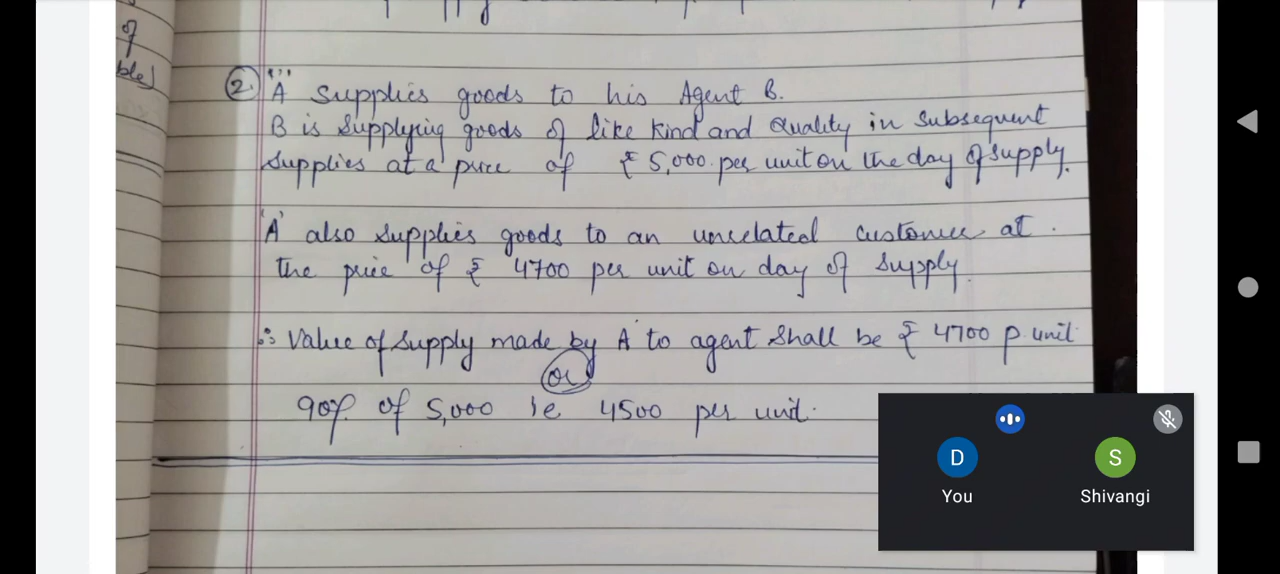 of
ble)
2. 'A' Supplies goods to his Agent B.
B is Supplying goods of like kind and quality in subsequent
supplies at a price of ₹ 5,000 per unit on the day of supply.
'A' also supplies goods to an unrelated customer at
the price of ₹ 4700 per unit on day of supply.
∴ Value of supply made by A to agent shall be ₹ 4700 p. unit
or
90% of 5,000 ie 4500 per unit.
D
S
You
Shivangi